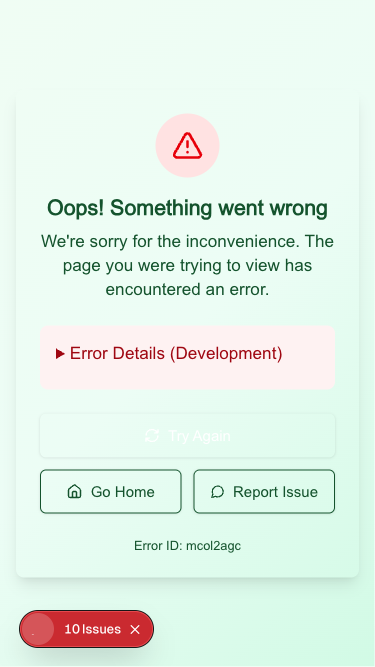 Oops! Something went wrong
We're sorry for the inconvenience. The
page you were trying to view has
encountered an error.
Error Details (Development)
Try Again
Go Home
Report Issue
Error ID: mcol2agc
10 Issues